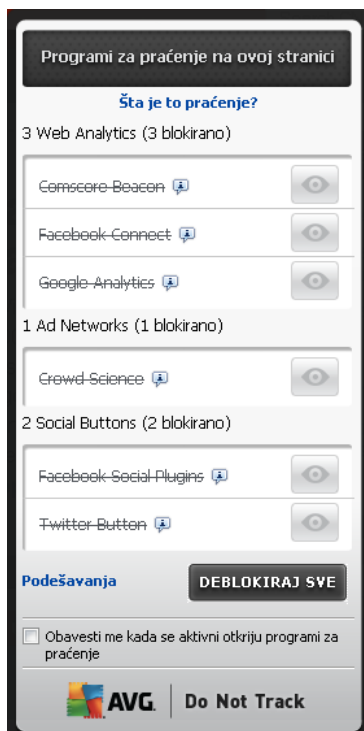 Programi za praćenje na ovoj stranici
Šta je to praćenje?
3 Web Analytics (3 blokirano)
Comscore Beacon
Facebook Connect
Google Analytics
1 Ad Networks (1 blokirano)
Crowd Science
2 Social Buttons (2 blokirano)
Facebook Social Plugins
Twitter Button
Podešavanja DEBLOKIRAJ SVE
Obavesti me kada se aktivni otkriju programi za
praćenje
AVG. Do Not Track